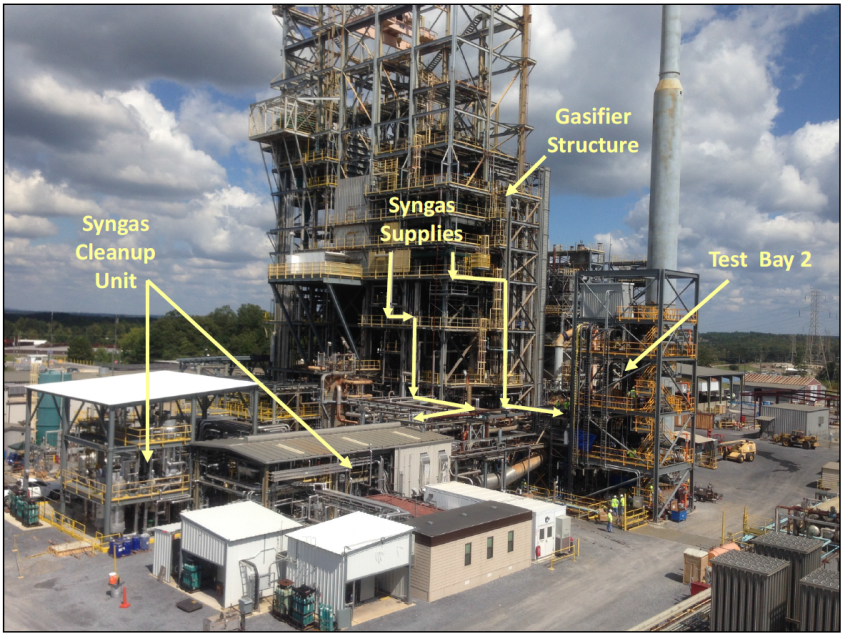 Gasifier
Structure
Syngas
Supplies
Syngas
Cleanup
Unit
Test Bay 2